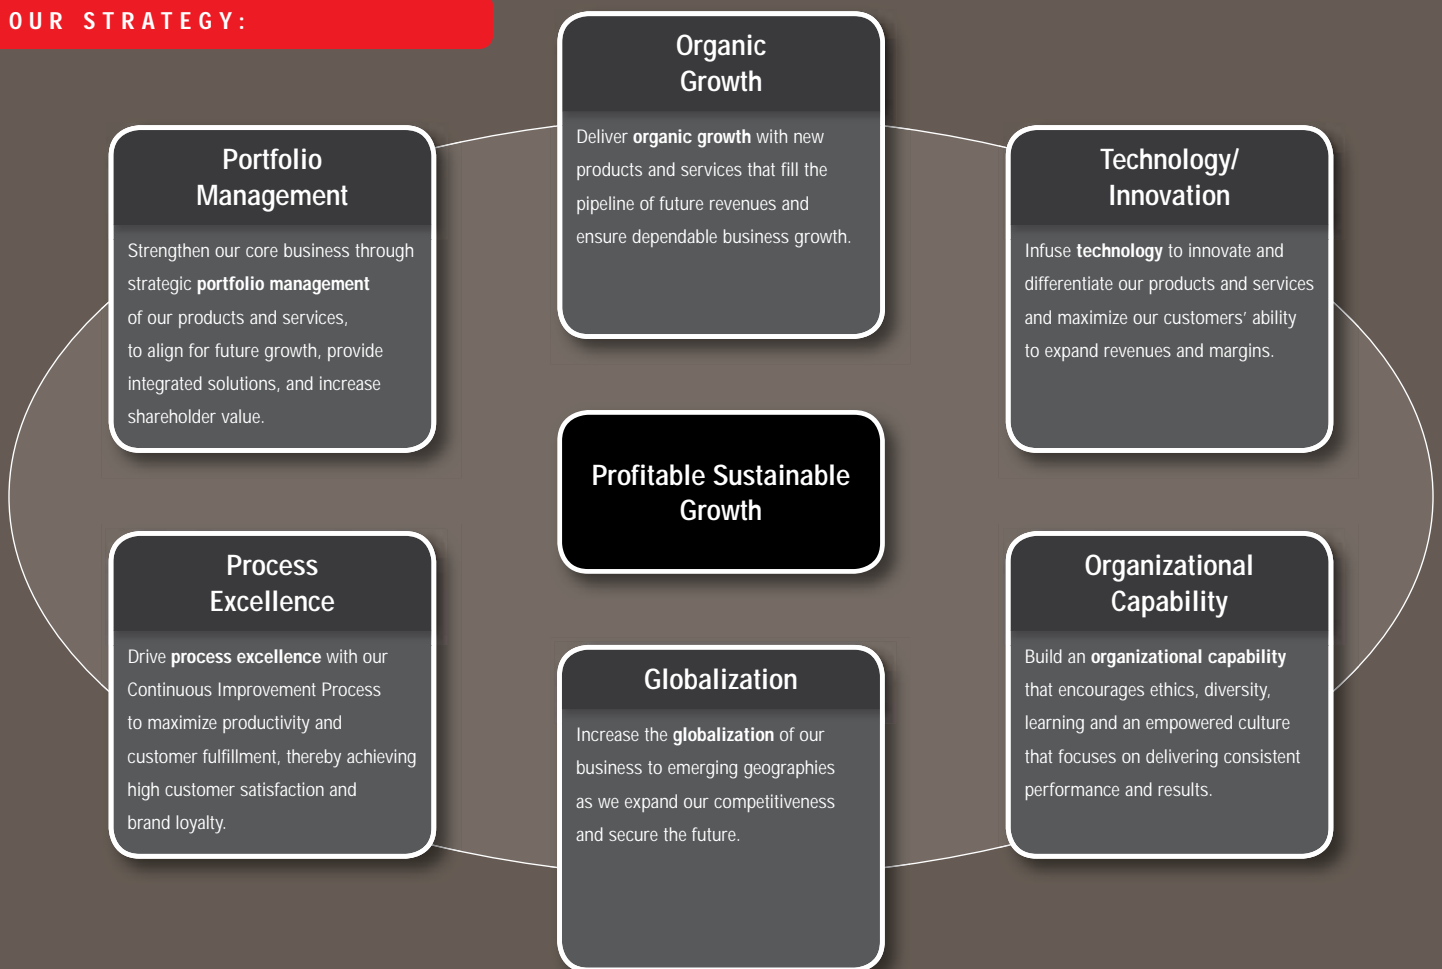 OUR STRATEGY:
Organic
Growth
Deliver organic growth with new
products and services that fill the
pipeline of future revenues and
ensure dependable business growth.
Portfolio
Management
Strengthen our core business through
strategic portfolio management
of our products and services,
to align for future growth, provide
integrated solutions, and increase
shareholder value.
Technology/
Innovation
Infuse technology to innovate and
differentiate our products and services
and maximize our customers’ ability
to expand revenues and margins.
Profitable Sustainable
Growth
Process
Excellence
Drive process excellence with our
Continuous Improvement Process
to maximize productivity and
customer fulfillment, thereby achieving
high customer satisfaction and
brand loyalty.
Globalization
Increase the globalization of our
business to emerging geographies
as we expand our competitiveness
and secure the future.
Organizational
Capability
Build an organizational capability
that encourages ethics, diversity,
learning and an empowered culture
that focuses on delivering consistent
performance and results.